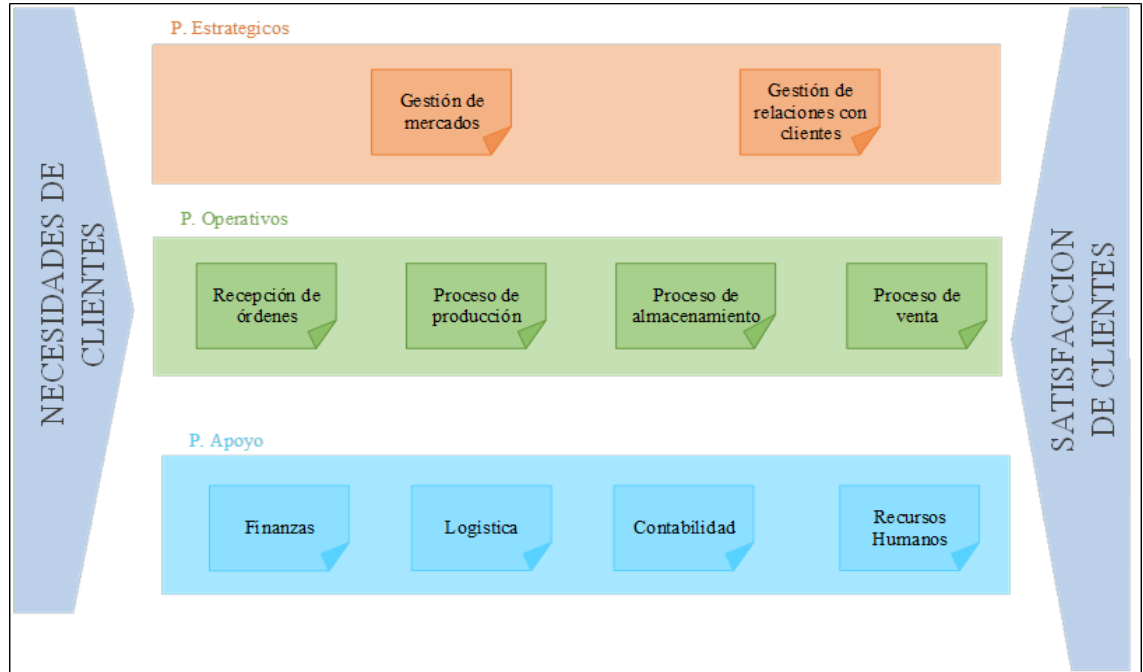 P. Estrategicos
Gestión de
mercados
Gestión de
relaciones con
clientes
NECESIDADES DE
CLIENTES
P. Operativos
Recepción de
órdenes
Proceso de
producción
Proceso de
almacenamiento
Proceso de
venta
SATISFACCION
DE CLIENTES
P. Apoyo
Finanzas
Logistica
Contabilidad
Recursos
Humanos